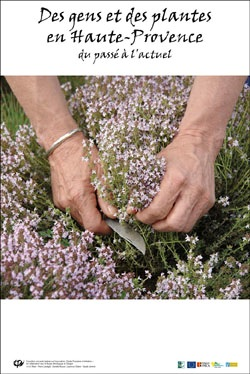 Des gens et des plantes
en Haute-Provence
du passé à l'actuel